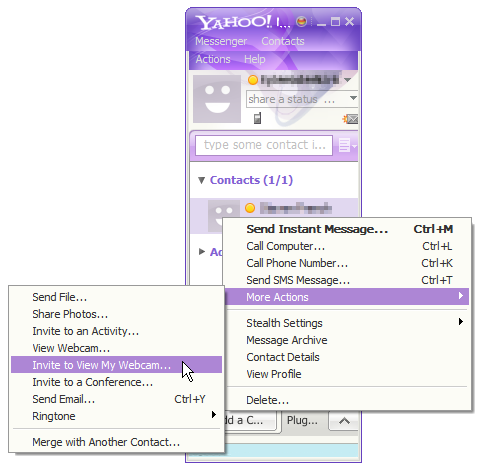 YAHOO! I...
Messenger Contacts
Actions Help
share a status ...
type some contact i...
Contacts (1/1)
Send Instant Message... Ctrl+M
Call Computer... Ctrl+L
Call Phone Number... Ctrl+K
Send SMS Message... Ctrl+T
More Actions
Stealth Settings
Message Archive
Contact Details
View Profile
Delete...
Send File...
Share Photos...
Invite to an Activity...
View Webcam...
Invite to View My Webcam...
Invite to a Conference...
Send Email... Ctrl+Y
Ringtone
Merge with Another Contact...
dd a C... Plug...